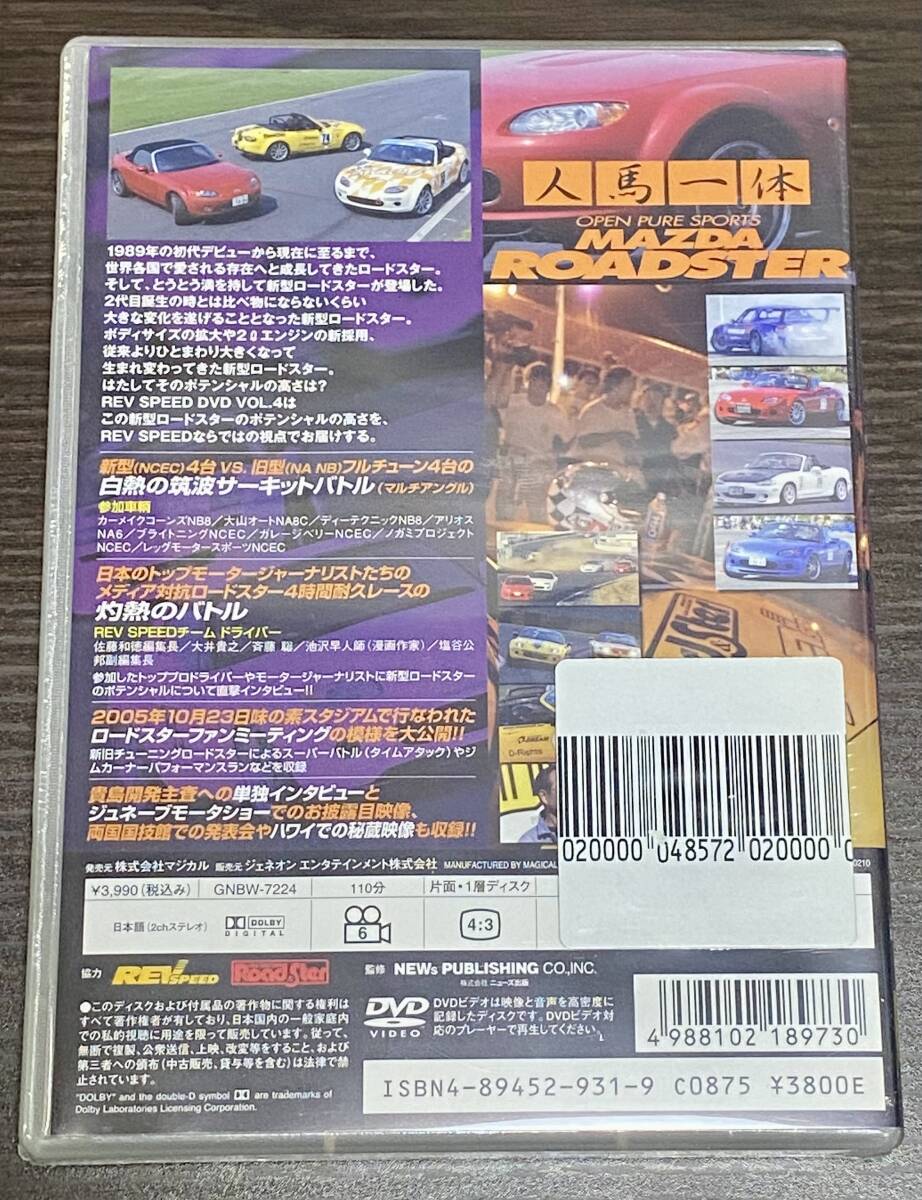 人馬一体
OPEN PURE SPORTS
MAZDA
ROADSTER
1989年の初代デビューから現在に至るまで、
世界各国で愛される存在へと成長してきたロードスター。
そして、とうとう満を持して新型ロードスターが登場した。
2代目誕生の時とは比べ物にならないくらい
大きな変化を遂げることとなった新型ロードスター。
ボディサイズの拡大や2ℓエンジンの新採用、
従来よりひとまわり大きくなって
生まれ変わってきた新型ロードスター。
はたしてそのポテンシャルの高さは?
REV SPEED DVD VOL.4は
この新型ロードスターのポテンシャルの高さを、
REV SPEEDならではの視点でお届けする。
新型(NCEC)4台 VS. 旧型(NA NB)フルチューン4台の
白熱の筑波サーキットバトル(マルチアングル)
参加車輌
カーメイクコーンズNB8/大山オートNA8C/ディーテクニックNB8/アリオス
NA6/ブライトニングNCEC/ガレージベリーNCEC/ノガミプロジェクト
NCEC/レッグモータースポーツNCEC
日本のトップモータージャーナリストたちの
メディア対抗ロードスター4時間耐久レースの
灼熱のバトル
REV SPEEDチーム ドライバー
佐藤和徳編集長/大井貴之/斉藤 聡/池沢早人師(漫画作家)/塩谷公
邦副編集長
参加したトッププロドライバーやモータージャーナリストに新型ロードスター
のポテンシャルについて直撃インタビュー!!
2005年10月23日味の素スタジアムで行なわれた
ロードスターファンミーティングの模様を大公開!!
新旧チューニングロードスターによるスーパーバトル(タイムアタック)やジ
ムカーナーパフォーマンスランなどを収録
貴島開発主査への単独インタビューと
ジュネーブモータショーでのお披露目映像、
両国国技館での発表会やハワイでの秘蔵映像も収録!!
D-Rights
020000 048572 020000
発売元 株式会社マジカル 販売元 ジェネオン エンタテインメント株式会社 MANUFACTURED BY MAGICAL
0210
¥3,990(税込み) GNBW-7224 110分 片面・1層ディスク
日本語(2chステレオ) DOLBY DIGITAL 6 4:3
協力 REV SPEED RoadSter 監修 NEWs PUBLISHING CO,INC.
株式会社 ニューズ出版
●このディスクおよび付属品の著作物に関する権利は
すべて著作権者が有しており、日本国内の一般家庭内
での私的視聴に用途を限って販売しています。従って、
無断で複製、公衆送信、上映、改変等をすること、および
第三者への頒布(中古販売、貸与等を含む)は法律で禁
止されています。
"DOLBY" and the double-D symbol are trademarks of
Dolby Laboratories Licensing Corporation.
DVD
VIDEO
DVDビデオは映像と音声を高密度に
記録したディスクです。DVDビデオ対
応のプレーヤーで再生してください。
4 988102 189730
ISBN4-89452-931-9 C0875 ¥3800E